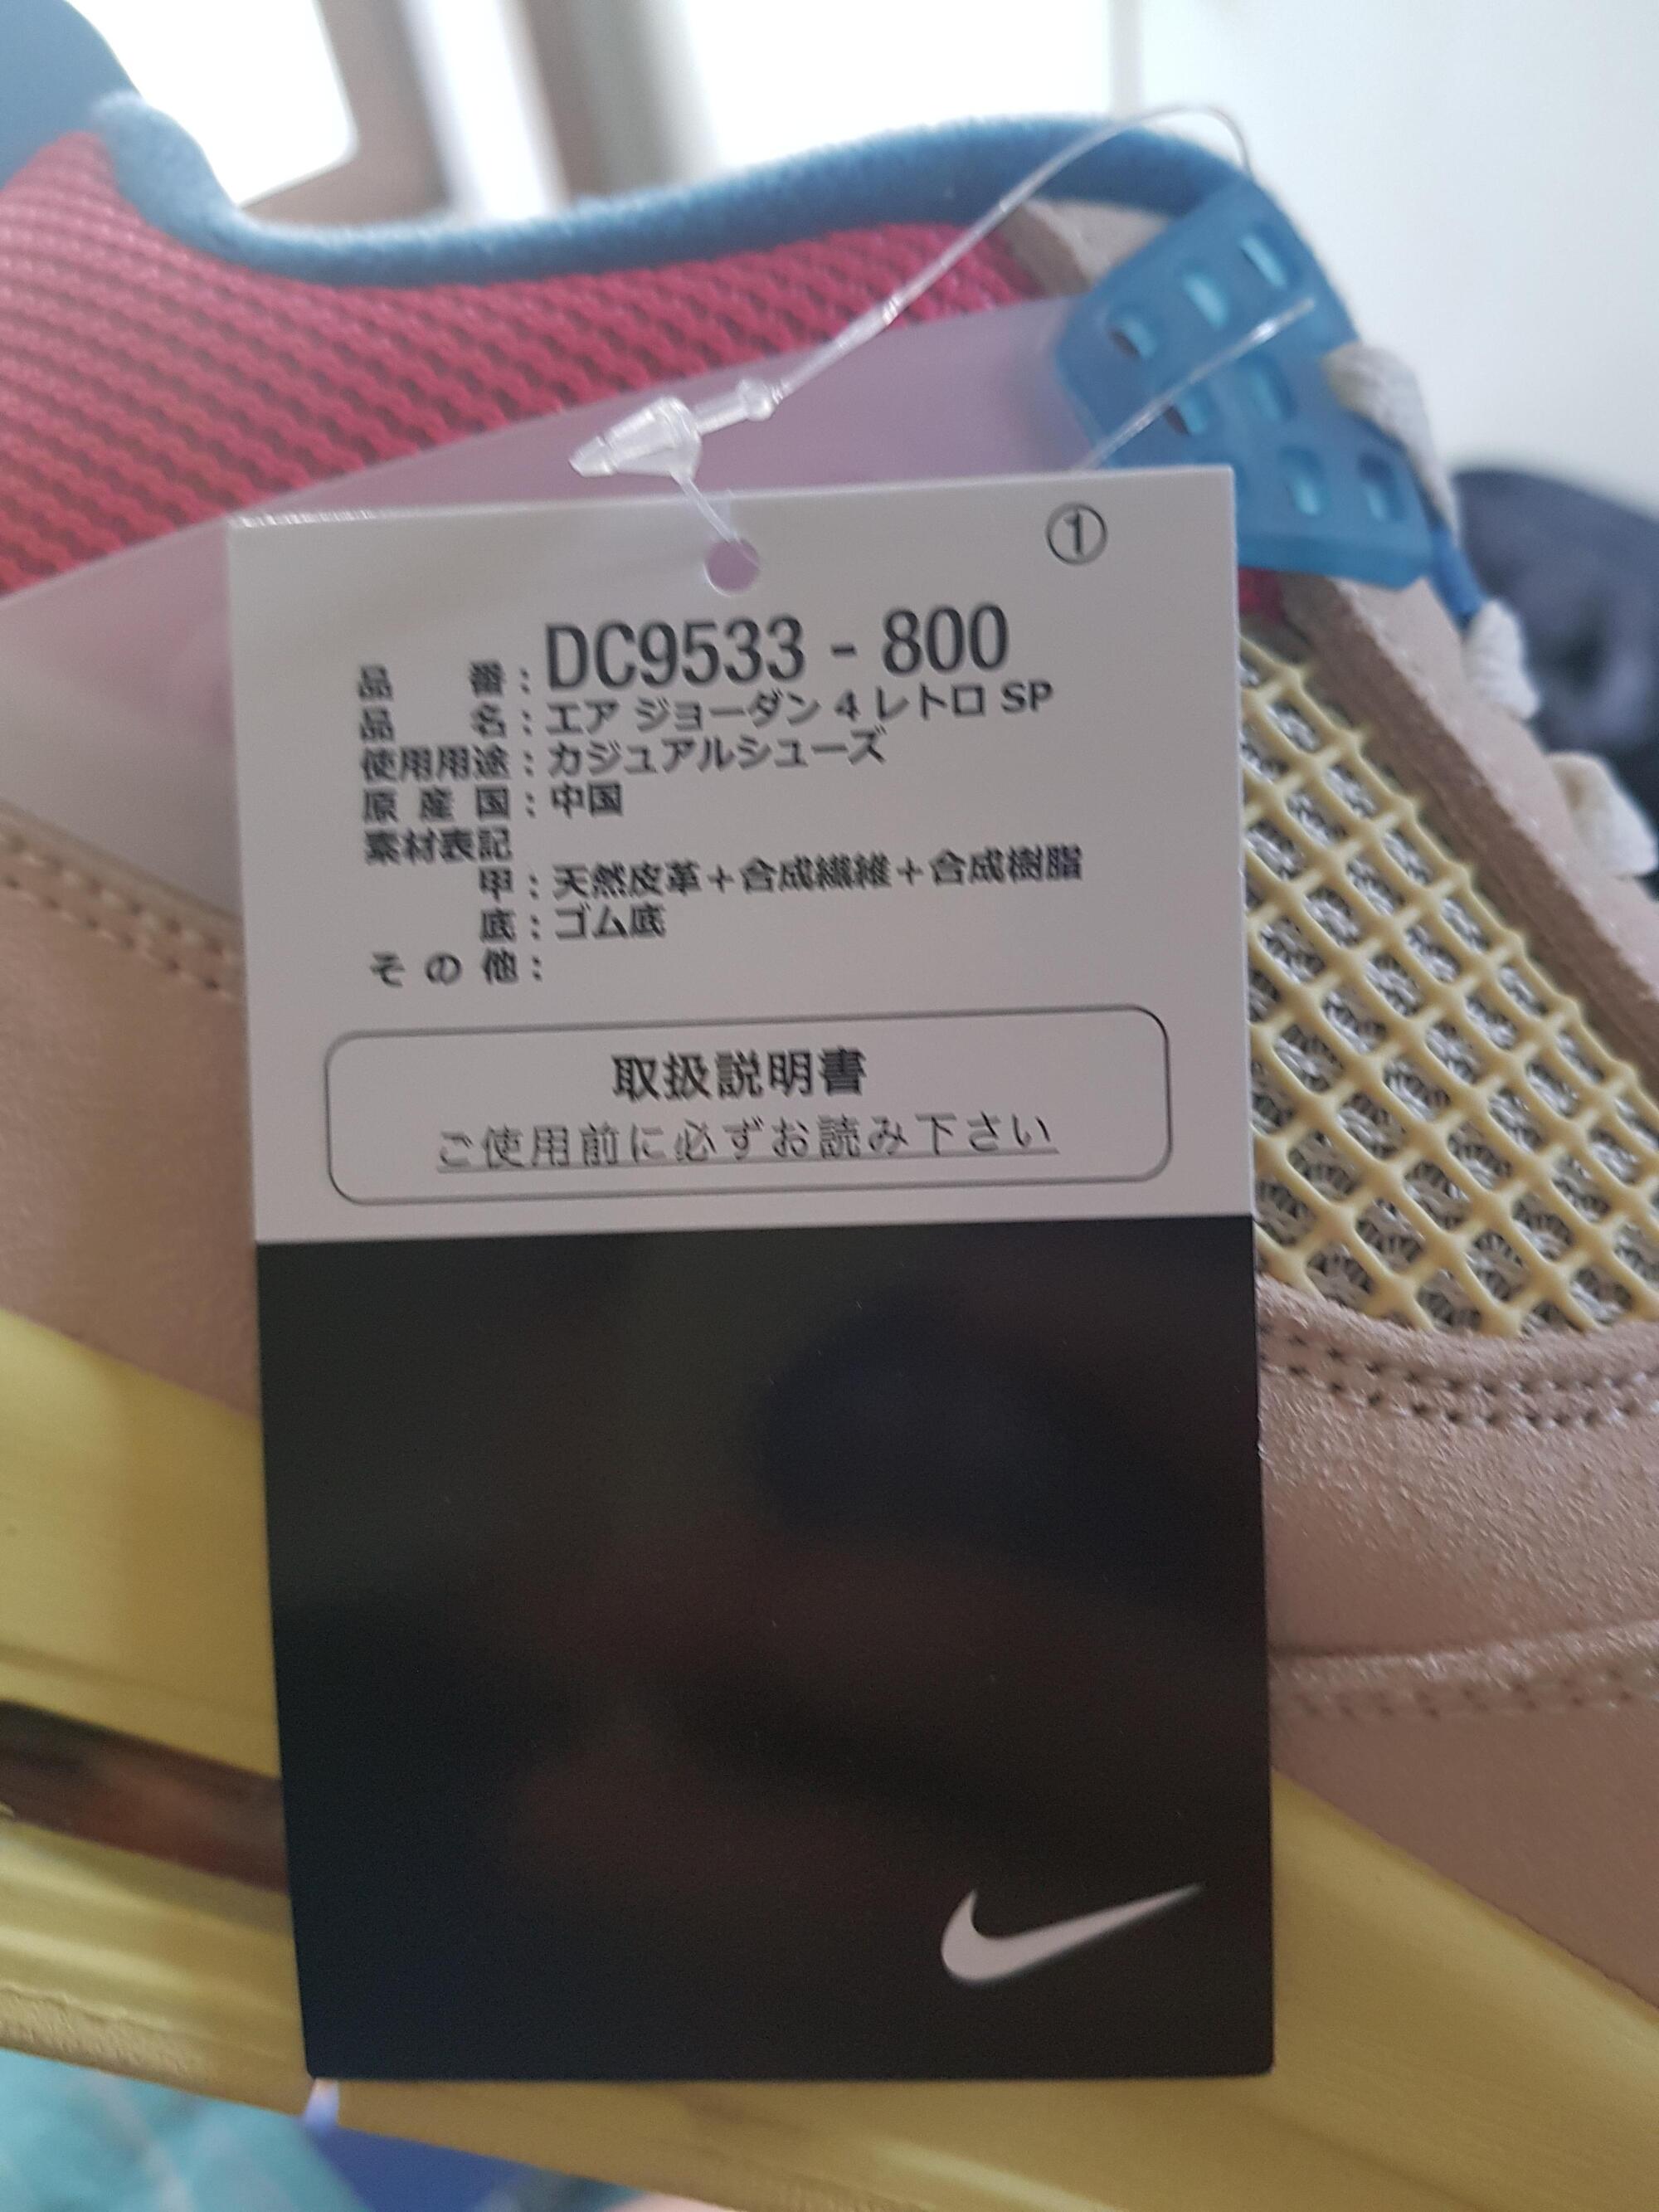 ①
品　　番：DC9533 - 800
品　　名：エア ジョーダン 4 レトロ SP
使用用途：カジュアルシューズ
原 産 国：中国
素材表記
甲：天然皮革＋合成繊維＋合成樹脂
底：ゴム底
そ の 他：
取扱説明書
ご使用前に必ずお読み下さい